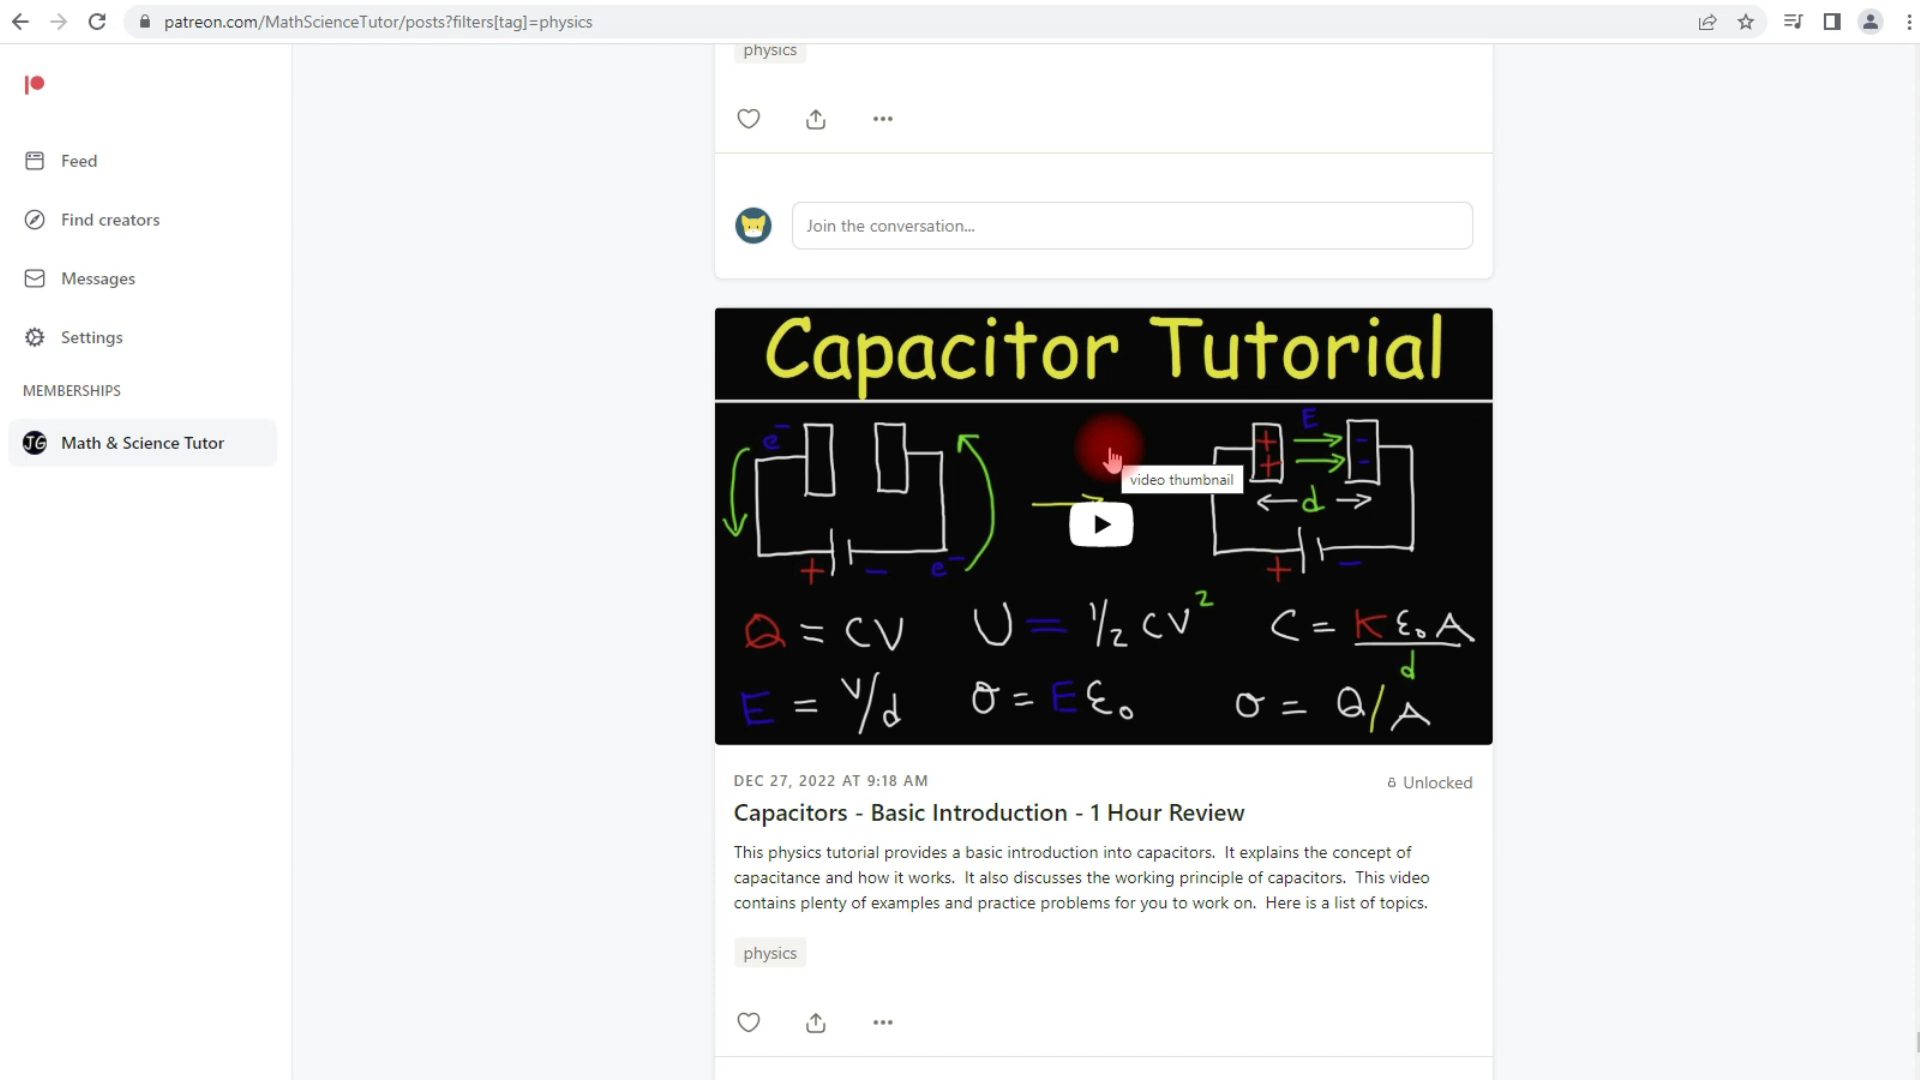 patreon.com/MathScienceTutor/posts?filters[tag]=physics
physics
Feed
Find creators
Messages
Settings
MEMBERSHIPS
JG Math & Science Tutor
Join the conversation...
Capacitor Tutorial
e⁻
+ − e⁻
E
+ −
+ −
d
+ −
video thumbnail
Q = CV U = 1/2 CV² C = Kε₀A/d
E = V/d σ = Eε₀ σ = Q/A
DEC 27, 2022 AT 9:18 AM
Unlocked
Capacitors - Basic Introduction - 1 Hour Review
This physics tutorial provides a basic introduction into capacitors. It explains the concept of
capacitance and how it works. It also discusses the working principle of capacitors. This video
contains plenty of examples and practice problems for you to work on. Here is a list of topics.
physics